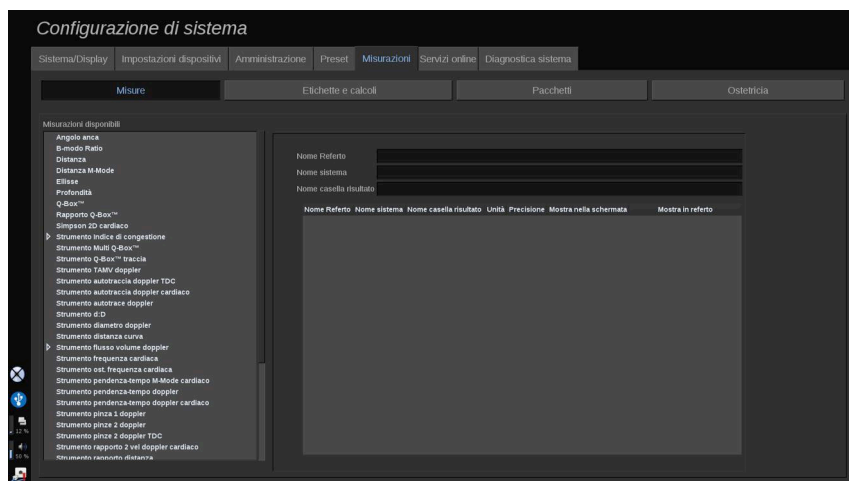 Configurazione di sistema
Sistema/Display Impostazioni dispositivi Amministrazione Preset Misurazioni Servizi online Diagnostica sistema
Misure Etichette e calcoli Pacchetti Ostetricia
Misurazioni disponibili
Angolo anca
B-modo Ratio
Distanza
Distanza M-Mode
Ellisse
Profondità
Q-Box™
Rapporto Q-Box™
Simpson 2D cardiaco
Strumento Indice di congestione
Strumento Multi Q-Box™
Strumento Q-Box™ traccia
Strumento TAMV doppler
Strumento autotraccia doppler TDC
Strumento autotraccia doppler cardiaco
Strumento autotrace doppler
Strumento d:D
Strumento diametro doppler
Strumento distanza curva
Strumento flusso volume doppler
Strumento frequenza cardiaca
Strumento ost. frequenza cardiaca
Strumento pendenza-tempo M-Mode cardiaco
Strumento pendenza-tempo doppler
Strumento pendenza-tempo doppler cardiaco
Strumento pinza 1 doppler
Strumento pinze 2 doppler
Strumento pinze 2 doppler TDC
Strumento rapporto 2 vel doppler cardiaco
Strumento rapporto distanza
Nome Referto
Nome sistema
Nome casella risultato
Nome Referto Nome sistema Nome casella risultato Unità Precisione Mostra nella schermata Mostra in referto
12 %
50 %